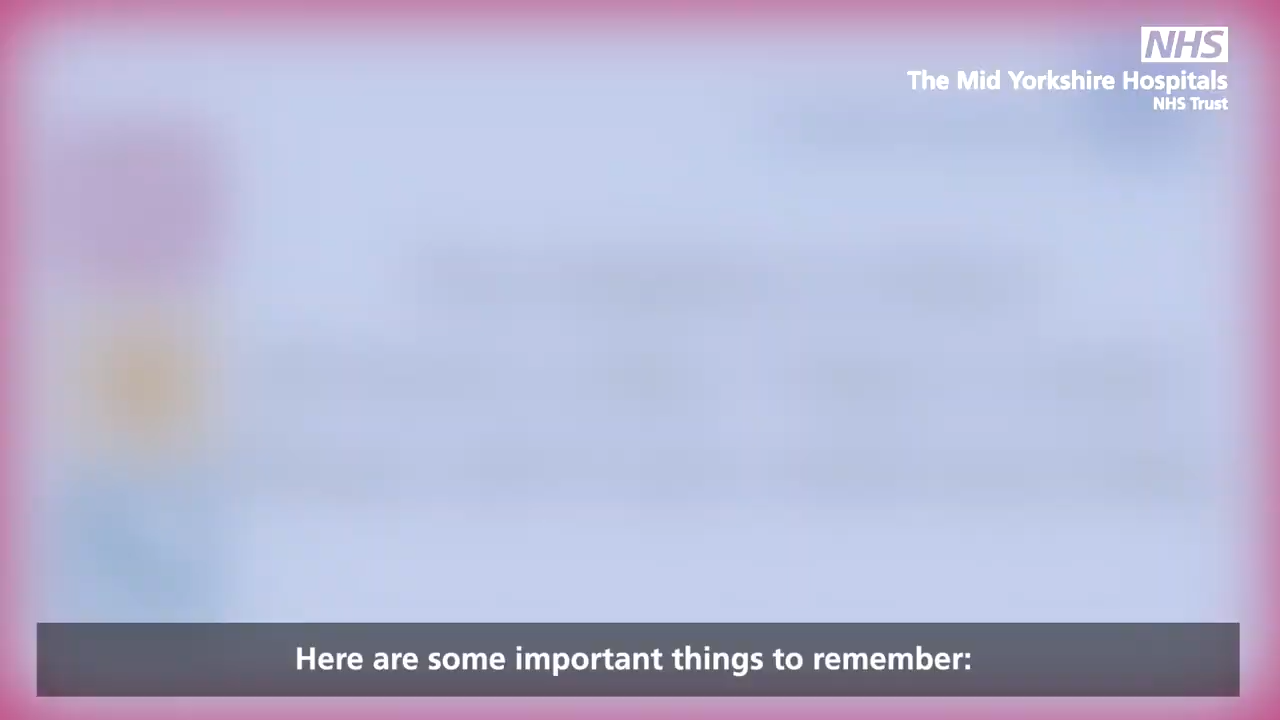 NHS
The Mid Yorkshire Hospitals
NHS Trust
Here are some important things to remember: